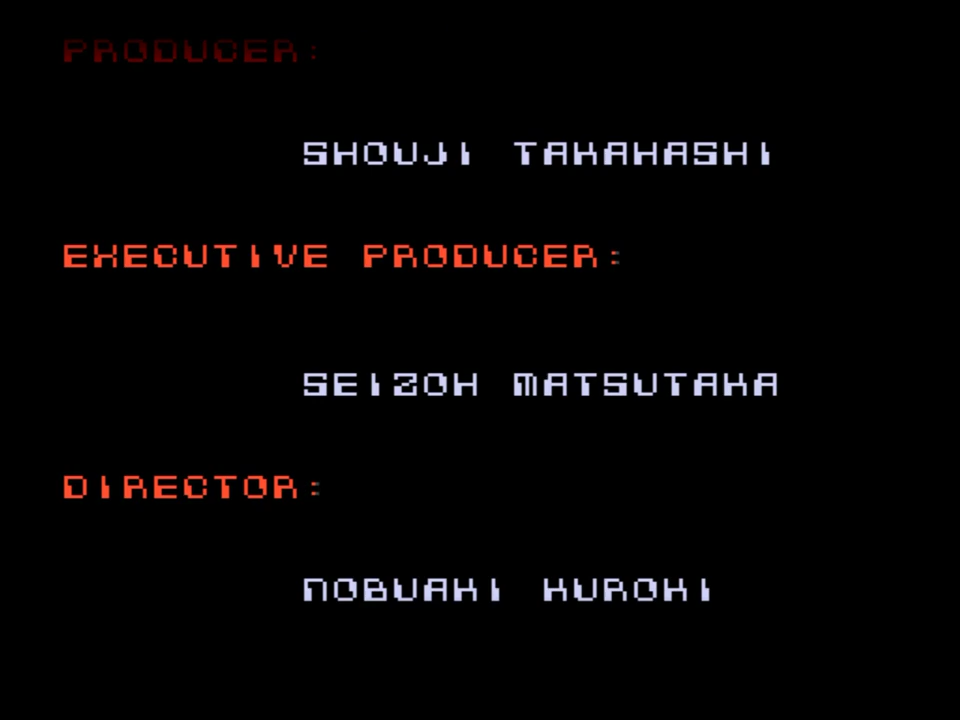 PRODUCER:
SHOUJI TAKAHASHI
EXECUTIVE PRODUCER:
SEIZOH MATSUTAKA
DIRECTOR:
NOBUAKI KUROKI